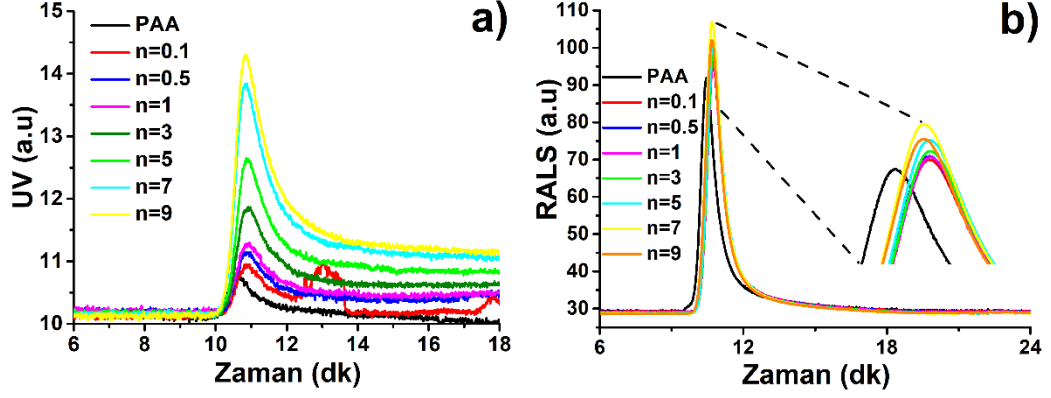 a)
UV (a.u)
15
14
13
12
11
10
PAA
n=0.1
n=0.5
n=1
n=3
n=5
n=7
n=9
6 8 10 12 14 16 18
Zaman (dk)
b)
RALS (a.u)
110
100
90
80
70
60
50
40
30
PAA
n=0.1
n=0.5
n=1
n=3
n=5
n=7
n=9
6 12 18 24
Zaman (dk)